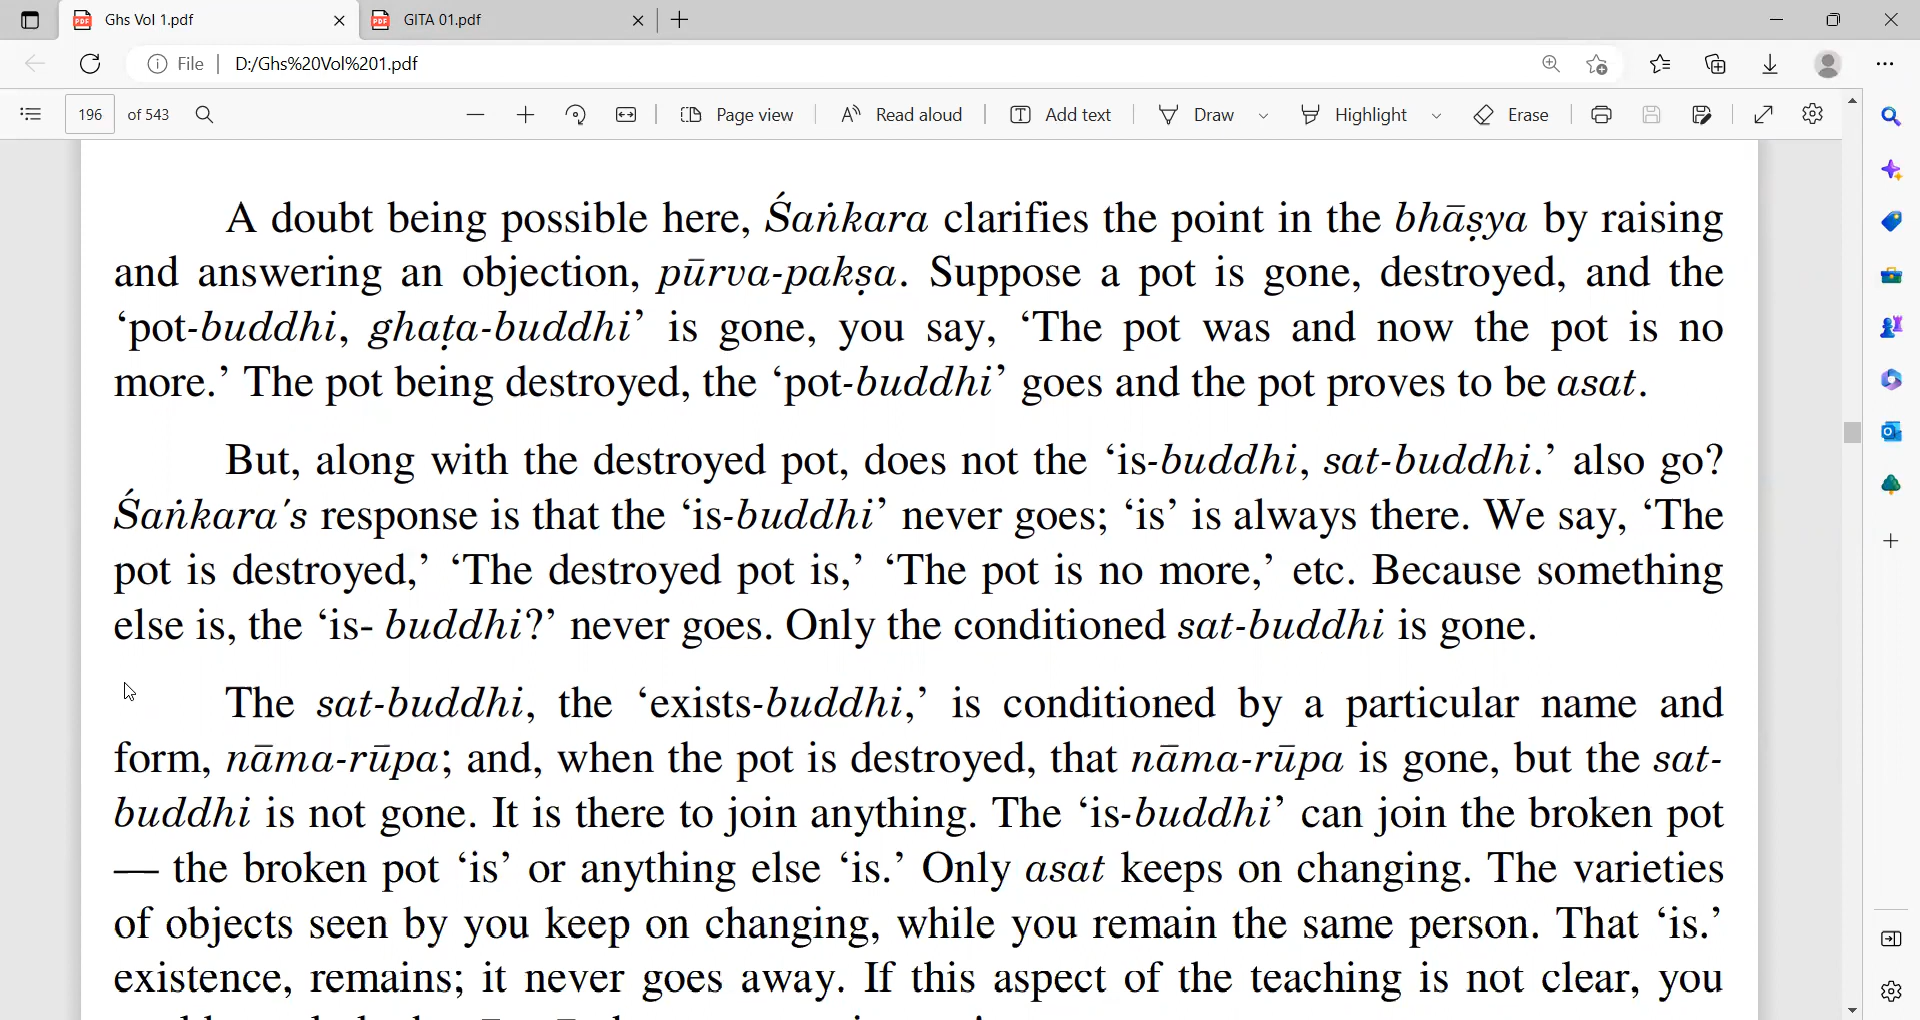 Ghs Vol 1.pdf
GITA 01.pdf
File
D:/Ghs%20Vol%201.pdf
196 of 543
Page view
Read aloud
Add text
Draw
Highlight
Erase
A doubt being possible here, Śaṅkara clarifies the point in the bhāṣya by raising
and answering an objection, pūrva-pakṣa. Suppose a pot is gone, destroyed, and the
‘pot-buddhi, ghaṭa-buddhi’ is gone, you say, ‘The pot was and now the pot is no
more.’ The pot being destroyed, the ‘pot-buddhi’ goes and the pot proves to be asat.
But, along with the destroyed pot, does not the ‘is-buddhi, sat-buddhi.’ also go?
Śaṅkara's response is that the ‘is-buddhi’ never goes; ‘is’ is always there. We say, ‘The
pot is destroyed,’ ‘The destroyed pot is,’ ‘The pot is no more,’ etc. Because something
else is, the ‘is- buddhi?’ never goes. Only the conditioned sat-buddhi is gone.
The sat-buddhi, the ‘exists-buddhi,’ is conditioned by a particular name and
form, nāma-rūpa; and, when the pot is destroyed, that nāma-rūpa is gone, but the sat-
buddhi is not gone. It is there to join anything. The ‘is-buddhi’ can join the broken pot
— the broken pot ‘is’ or anything else ‘is.’ Only asat keeps on changing. The varieties
of objects seen by you keep on changing, while you remain the same person. That ‘is.’
existence, remains; it never goes away. If this aspect of the teaching is not clear, you